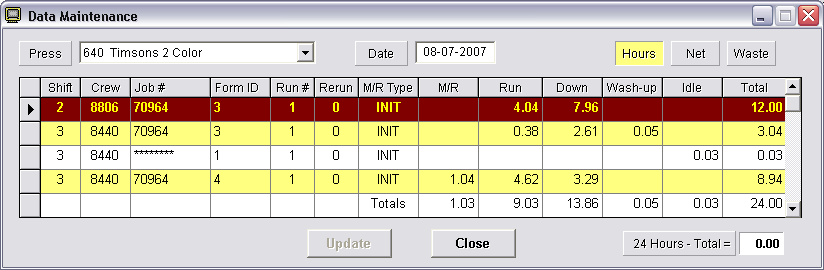 Data Maintenance
Press 640 Timsons 2 Color Date 08-07-2007 Hours Net Waste
Shift Crew Job # Form ID Run # Rerun M/R Type M/R Run Down Wash-up Idle Total
2 8806 70964 3 1 0 INIT 4.04 7.96 12.00
3 8440 70964 3 1 0 INIT 0.38 2.61 0.05 3.04
3 8440 ******** 1 1 0 INIT 0.03 0.03
3 8440 70964 4 1 0 INIT 1.04 4.62 3.29 8.94
Totals 1.03 9.03 13.86 0.05 0.03 24.00
Update Close 24 Hours - Total = 0.00